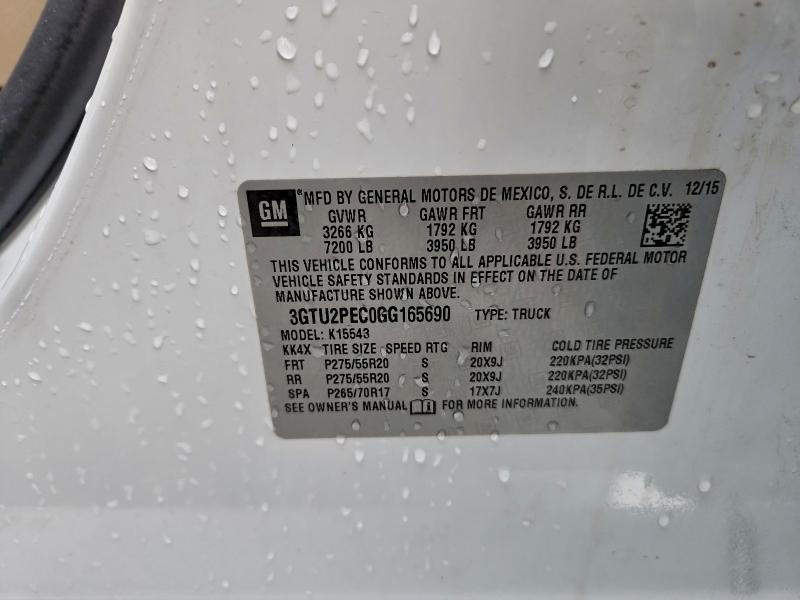 GM ® MFD BY GENERAL MOTORS DE MEXICO, S. DE R.L. DE C.V. 12/15
GVWR GAWR FRT GAWR RR
3266 KG 1792 KG 1792 KG
7200 LB 3950 LB 3950 LB
THIS VEHICLE CONFORMS TO ALL APPLICABLE U.S. FEDERAL MOTOR
VEHICLE SAFETY STANDARDS IN EFFECT ON THE DATE OF
MANUFACTURE SHOWN ABOVE.
3GTU2PEC0GG165690 TYPE: TRUCK
MODEL: K15543
KK4X TIRE SIZE SPEED RTG RIM COLD TIRE PRESSURE
FRT P275/55R20 S 20X9J 220KPA(32PSI)
RR P275/55R20 S 20X9J 220KPA(32PSI)
SPA P265/70R17 S 17X7J 240KPA(35PSI)
SEE OWNER'S MANUAL FOR MORE INFORMATION.